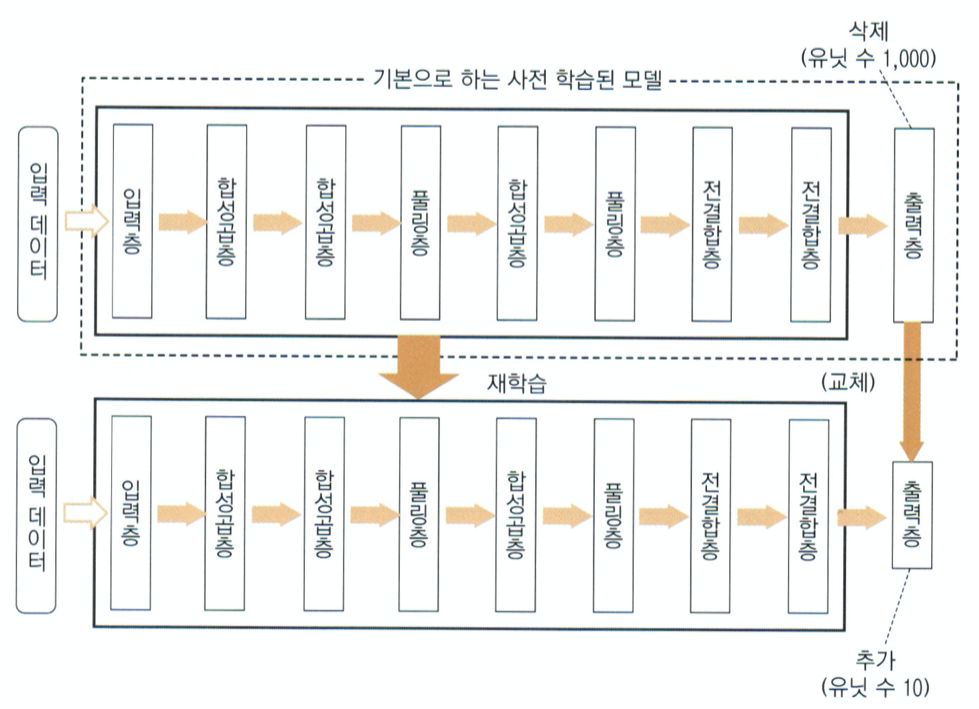 삭제
(유닛 수 1,000)
기본으로 하는 사전 학습된 모델
입력 데이터
입력층
합성곱층
합성곱층
풀링층
합성곱층
풀링층
전결합층
전결합층
출력층
재학습
(교체)
입력 데이터
입력층
합성곱층
합성곱층
풀링층
합성곱층
풀링층
전결합층
전결합층
출력층
추가
(유닛 수 10)